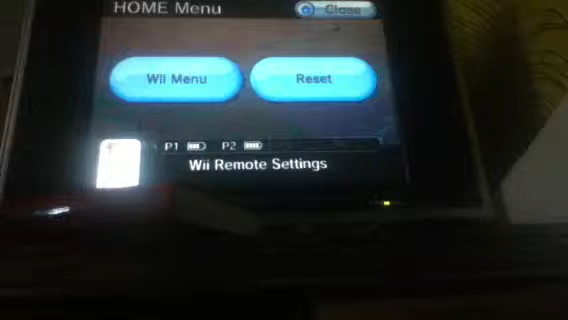 HOME Menu
Close
Wii Menu
Reset
P1 P2
Wii Remote Settings